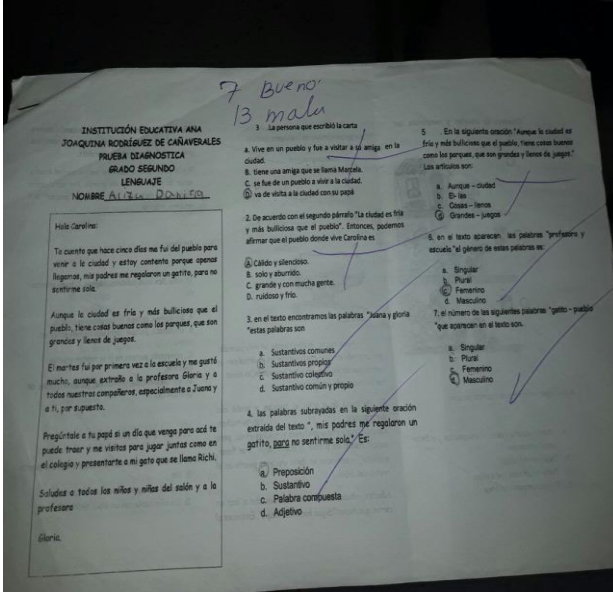 7 Bueno
13 malu
INSTITUCIÓN EDUCATIVA ANA
JOAQUINA RODRÍGUEZ DE CAÑAVERALES
PRUEBA DIAGNOSTICA
GRADO SEGUNDO
LENGUAJE
NOMBRE
Hola Carolina:
Te cuento que hace cinco días me fui del pueblo para
venir a la ciudad y estoy contenta porque apenas
llegamos, mis padres me regalaron un gatito, para no
sentirme sola.
Aunque la ciudad es fría y más bulliciosa que el
pueblo, tiene cosas buenas como los parques, que son
grandes y llenos de juegos.
El martes fui por primera vez a la escuela y me gustó
mucho, aunque extraño a la profesora Gloria y a
todos nuestros compañeros, especialmente a Juana y
a ti, por supuesto.
Pregúntale a tu papá si un día que venga para acá te
puede traer y me visitas para jugar juntas como en
el colegio y presentarte a mi gato que se llama Richi.
Saludos a todos los niños y niñas del salón y a la
profesora
Gloria.
3 .La persona que escribió la carta
a. Vive en un pueblo y fue a visitar a su amiga en la
ciudad.
B. tiene una amiga que se llama Marcela.
C. se fue de un pueblo a vivir a la ciudad.
D. va de visita a la ciudad con su papá
2. De acuerdo con el segundo párrafo "La ciudad es fría
y más bulliciosa que el pueblo". Entonces, podemos
afirmar que el pueblo donde vive Carolina es
A. Cálido y silencioso.
B. solo y aburrido.
C. grande y con mucha gente.
D. ruidoso y frío.
3. en el texto encontramos las palabras "Juana y gloria
"estas palabras son
a. Sustantivos comunes
b. Sustantivos propios
c. Sustantivo colectivo
d. Sustantivo común y propio
4. las palabras subrayadas en la siguiente oración
extraída del texto ", mis padres me regalaron un
gatito, para no sentirme sola." Es:
a. Preposición
b. Sustantivo
c. Palabra compuesta
d. Adjetivo
5 . En la siguiente oración "Aunque la ciudad es
fría y más bulliciosa que el pueblo, tiene cosas buenas
como los parques, que son grandes y llenos de juegos."
Los artículos son:
a. Aunque – ciudad
b. El- las
c. Cosas – llenos
d. Grandes – juegos
6. en el texto aparecen las palabras "profesora y
escuela "el género de estas palabras es:
a. Singular
b. Plural
c. Femenino
d. Masculino
7. el número de las siguientes palabras "gatito – pueblo
"que aparecen en el texto son.
a. Singular
b. Plural
c. Femenino
d. Masculino